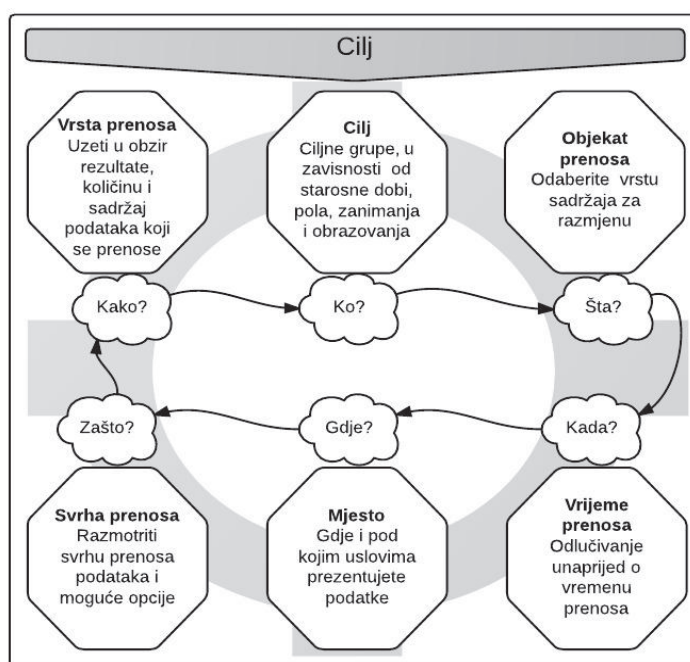 Cilj
Vrsta prenosa
Uzeti u obzir
rezultate,
količinu i
sadržaj
podataka koji
se prenose
Cilj
Ciljne grupe, u
zavisnosti od
starosne dobi,
pola, zanimanja
i obrazovanja
Objekat
prenosa
Odaberite vrstu
sadržaja za
razmjenu
Kako?
Ko?
Šta?
Zašto?
Gdje?
Kada?
Svrha prenosa
Razmotriti
svrhu prenosa
podataka i
moguće opcije
Mjesto
Gdje i pod
kojim uslovima
prezentujete
podatke
Vrijeme
prenosa
Odlučivanje
unaprijed o
vremenu
prenosa